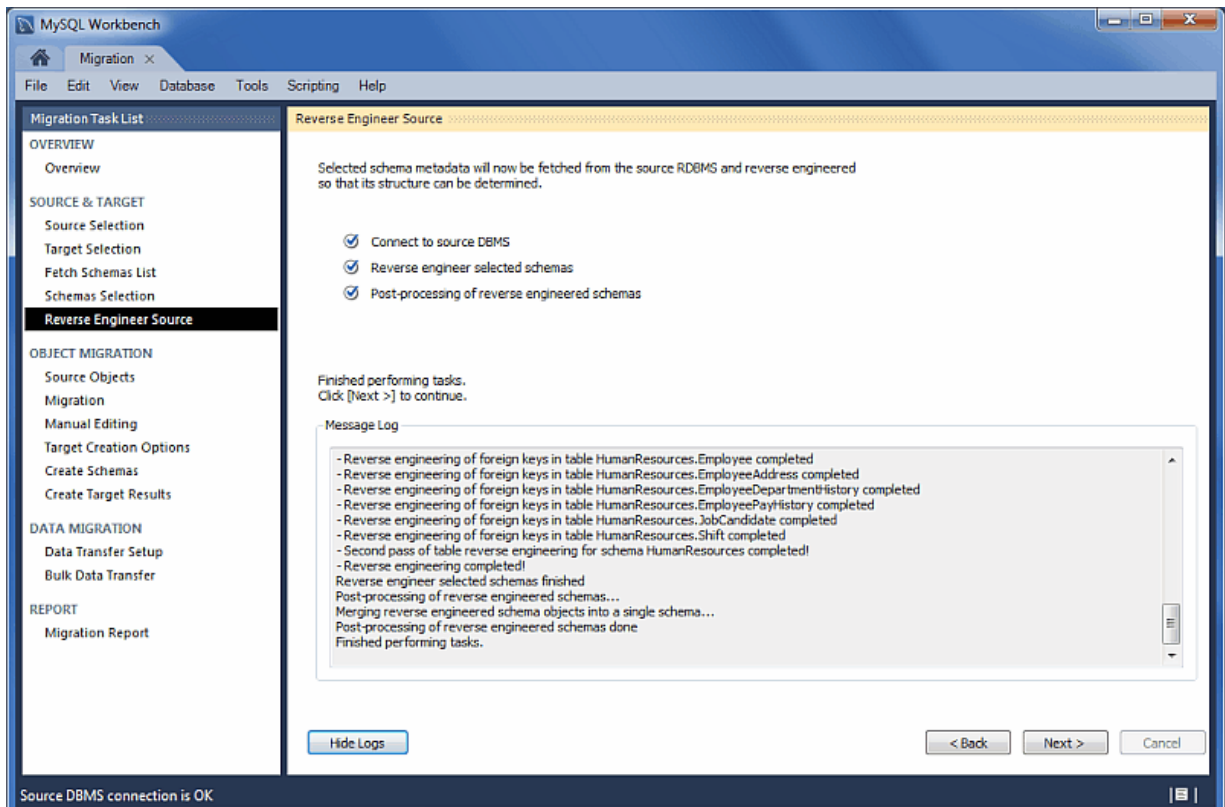 MySQL Workbench
Migration
File Edit View Database Tools Scripting Help
Migration Task List
OVERVIEW
Overview
SOURCE & TARGET
Source Selection
Target Selection
Fetch Schemas List
Schemas Selection
Reverse Engineer Source
OBJECT MIGRATION
Source Objects
Migration
Manual Editing
Target Creation Options
Create Schemas
Create Target Results
DATA MIGRATION
Data Transfer Setup
Bulk Data Transfer
REPORT
Migration Report
Reverse Engineer Source
Selected schema metadata will now be fetched from the source RDBMS and reverse engineered
so that its structure can be determined.
Connect to source DBMS
Reverse engineer selected schemas
Post-processing of reverse engineered schemas
Finished performing tasks.
Click [Next >] to continue.
Message Log
- Reverse engineering of foreign keys in table HumanResources.Employee completed
- Reverse engineering of foreign keys in table HumanResources.EmployeeAddress completed
- Reverse engineering of foreign keys in table HumanResources.EmployeeDepartmentHistory completed
- Reverse engineering of foreign keys in table HumanResources.EmployeePayHistory completed
- Reverse engineering of foreign keys in table HumanResources.JobCandidate completed
- Reverse engineering of foreign keys in table HumanResources.Shift completed
- Second pass of table reverse engineering for schema HumanResources completed!
- Reverse engineering completed!
Reverse engineer selected schemas finished
Post-processing of reverse engineered schemas...
Merging reverse engineered schema objects into a single schema...
Post-processing of reverse engineered schemas done
Finished performing tasks.
Hide Logs
< Back Next > Cancel
Source DBMS connection is OK